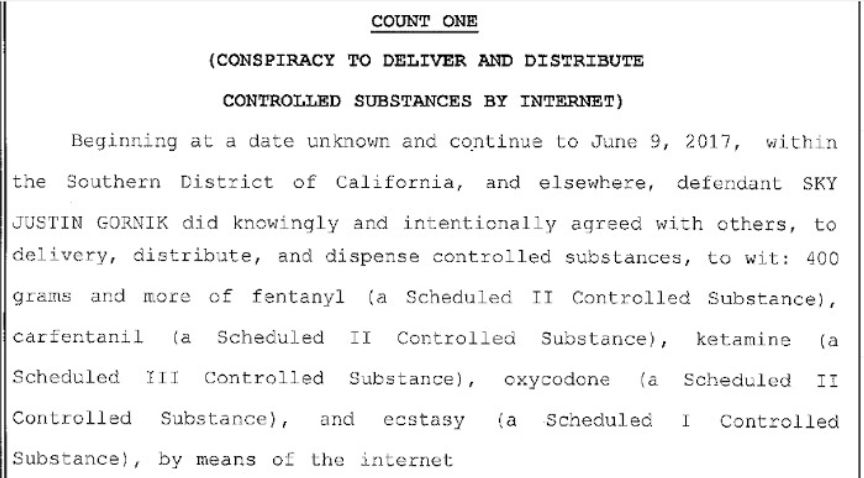 COUNT ONE
(CONSPIRACY TO DELIVER AND DISTRIBUTE
CONTROLLED SUBSTANCES BY INTERNET)
Beginning at a date unknown and continue to June 9, 2017, within
the Southern District of California, and elsewhere, defendant SKY
JUSTIN GORNIK did knowingly and intentionally agreed with others, to
delivery, distribute, and dispense controlled substances, to wit: 400
grams and more of fentanyl (a Scheduled II Controlled Substance),
carfentanil (a Scheduled II Controlled Substance), ketamine (a
Scheduled III Controlled Substance), oxycodone (a Scheduled II
Controlled Substance), and ecstasy (a Scheduled I Controlled
Substance), by means of the internet